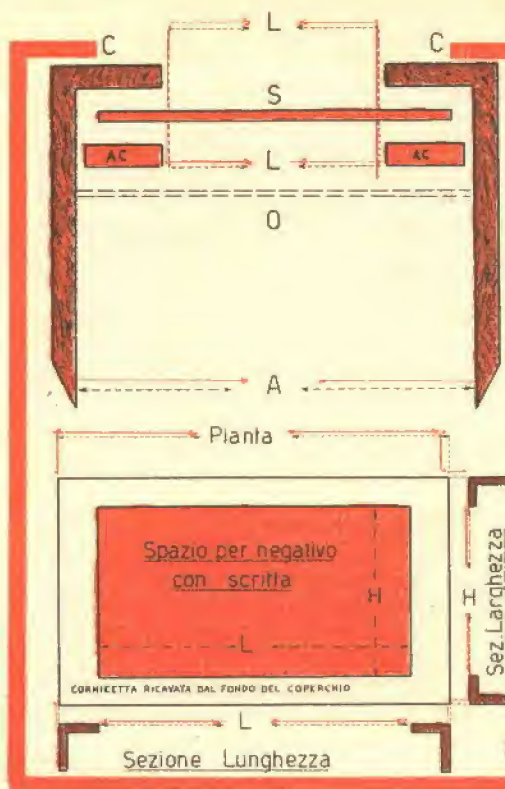 C L C
S
AC L AC
O
A
Pianta
Spazio per negativo
con scritta
H
L
H
Sez. Larghezza
CORNICETTA RICAVATA DAL FONDO DEL COPERCHIO
L
Sezione Lunghezza